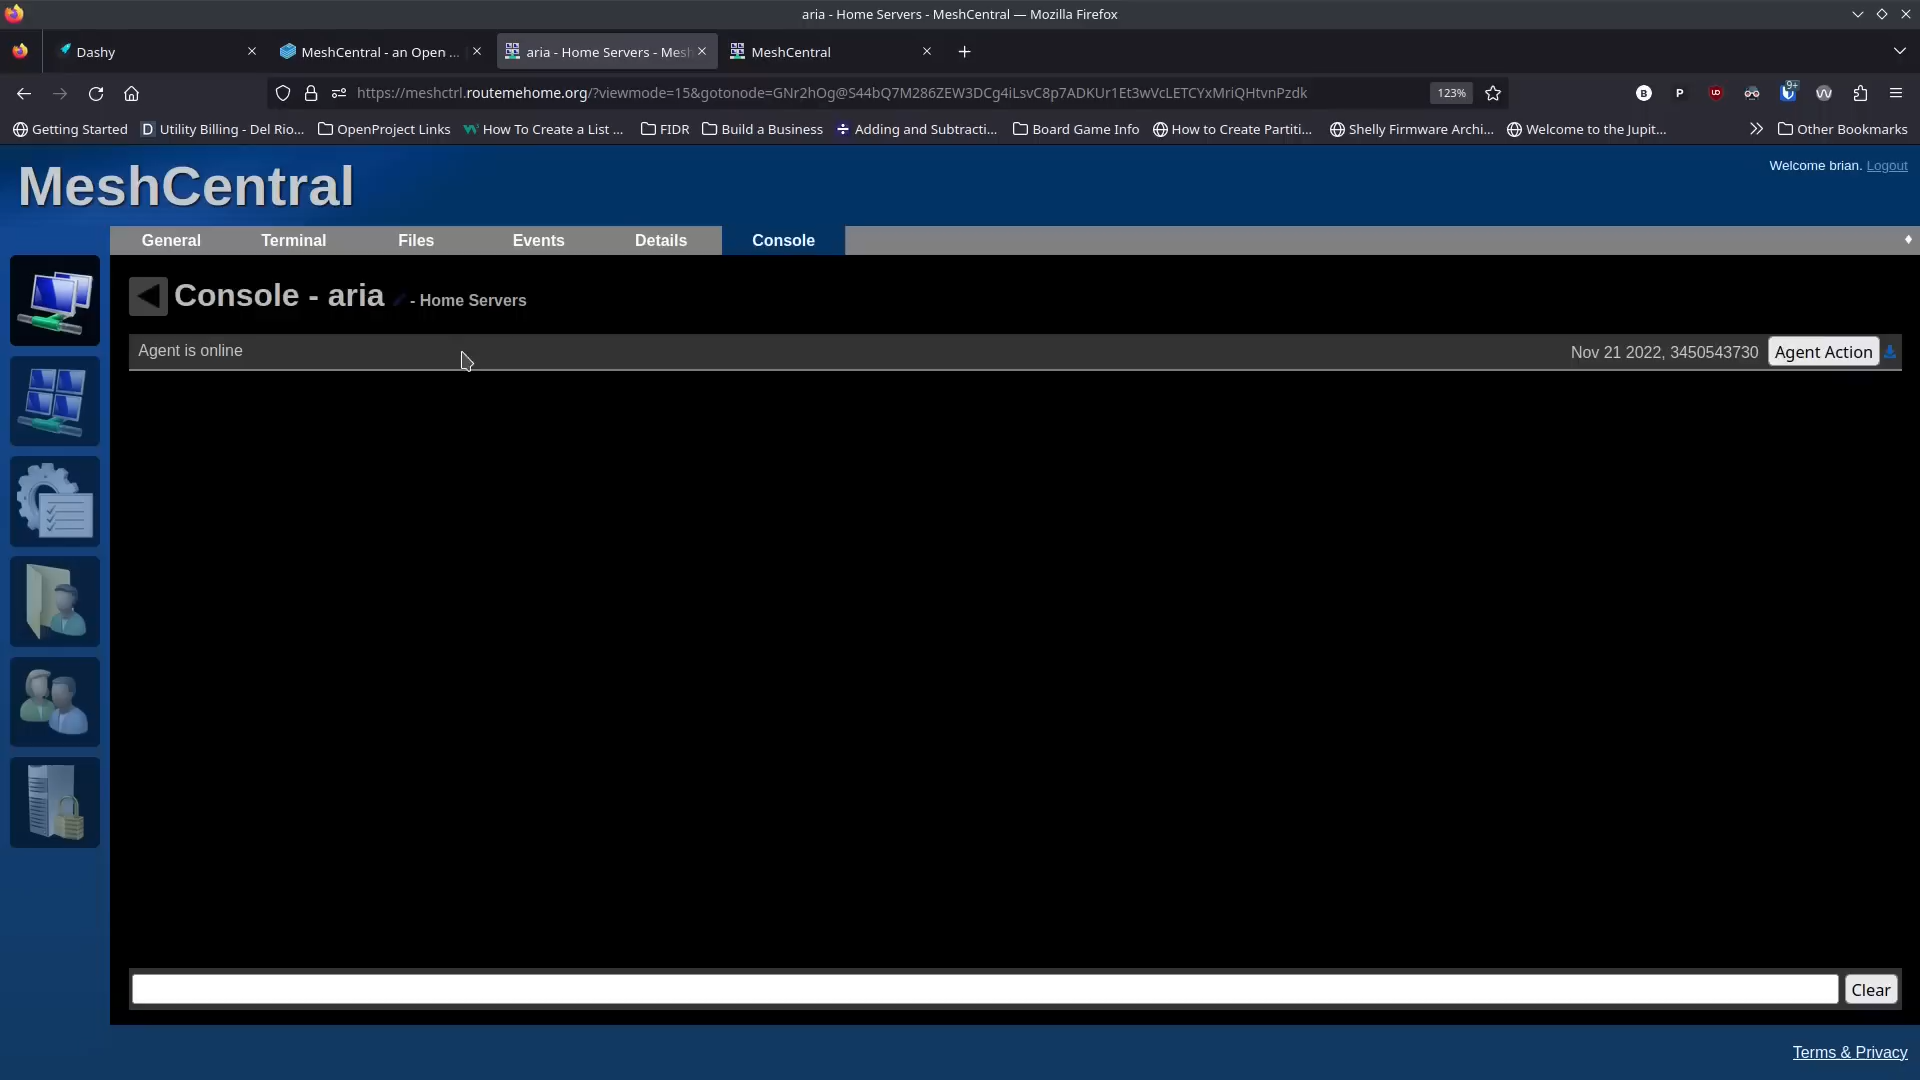 aria - Home Servers - MeshCentral — Mozilla Firefox
Dashy
MeshCentral - an Open ...
aria - Home Servers - Mesh
MeshCentral
https://meshctrl.routemehome.org/?viewmode=15&gotonode=GNr2hOg@S44bQ7M286ZEW3DCg4iLsvC8p7ADKUr1Et3wVcLETCYxMriQHtvnPzdk
123%
B
P
UD
9+
Getting Started
D Utility Billing - Del Rio...
OpenProject Links
How To Create a List ...
FIDR
Build a Business
Adding and Subtracti...
Board Game Info
How to Create Partiti...
Shelly Firmware Archi...
Welcome to the Jupit...
Other Bookmarks
MeshCentral
Welcome brian. Logout
General
Terminal
Files
Events
Details
Console
Console - aria - Home Servers
Agent is online
Nov 21 2022, 3450543730
Agent Action
Clear
Terms & Privacy